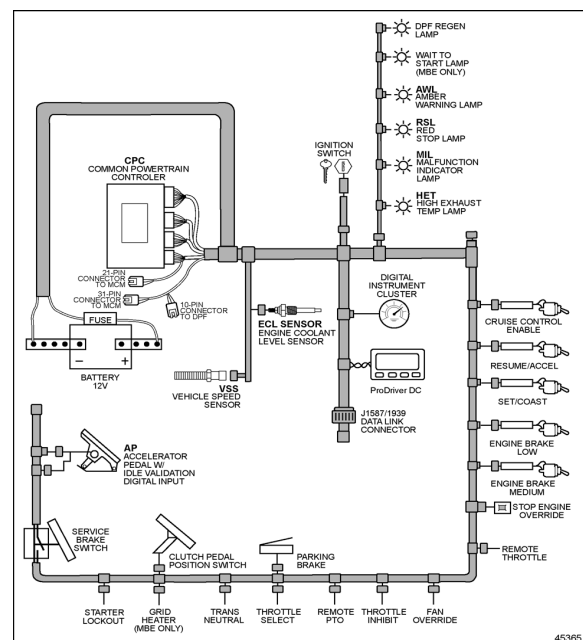 DPF REGEN
LAMP
WAIT TO
START LAMP
(MBE ONLY)
AWL
AMBER
WARNING LAMP
RSL
RED
STOP LAMP
MIL
MALFUNCTION
INDICATOR
LAMP
HET
HIGH EXHAUST
TEMP LAMP
IGNITION
SWITCH
CPC
COMMON POWERTRAIN
CONTROLER
21-PIN
CONNECTOR
TO MCM
31-PIN
CONNECTOR
TO MCM
10-PIN
CONNECTOR
TO DPF
FUSE
BATTERY
12V
ECL SENSOR
ENGINE COOLANT
LEVEL SENSOR
VSS
VEHICLE SPEED
SENSOR
DIGITAL
INSTRUMENT
CLUSTER
ProDriver DC
J1587/1939
DATA LINK
CONNECTOR
CRUISE CONTROL
ENABLE
RESUME/ACCEL
SET/COAST
ENGINE BRAKE
LOW
ENGINE BRAKE
MEDIUM
STOP ENGINE
OVERRIDE
REMOTE
THROTTLE
AP
ACCELERATOR
PEDAL W/
IDLE VALIDATION
DIGITAL INPUT
SERVICE
BRAKE
SWITCH
CLUTCH PEDAL
POSITION SWITCH
PARKING
BRAKE
STARTER
LOCKOUT
GRID
HEATER
(MBE ONLY)
TRANS
NEUTRAL
THROTTLE
SELECT
REMOTE
PTO
THROTTLE
INHIBIT
FAN
OVERRIDE
45365